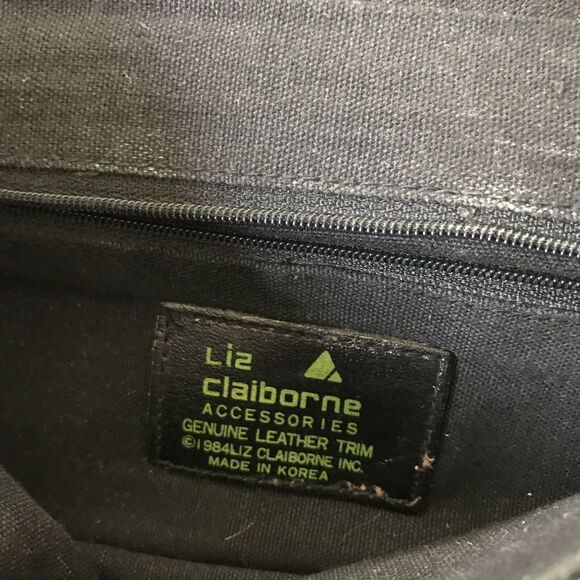 Liz
claiborne
ACCESSORIES
GENUINE LEATHER TRIM
©1984LIZ CLAIBORNE INC.
MADE IN KOREA